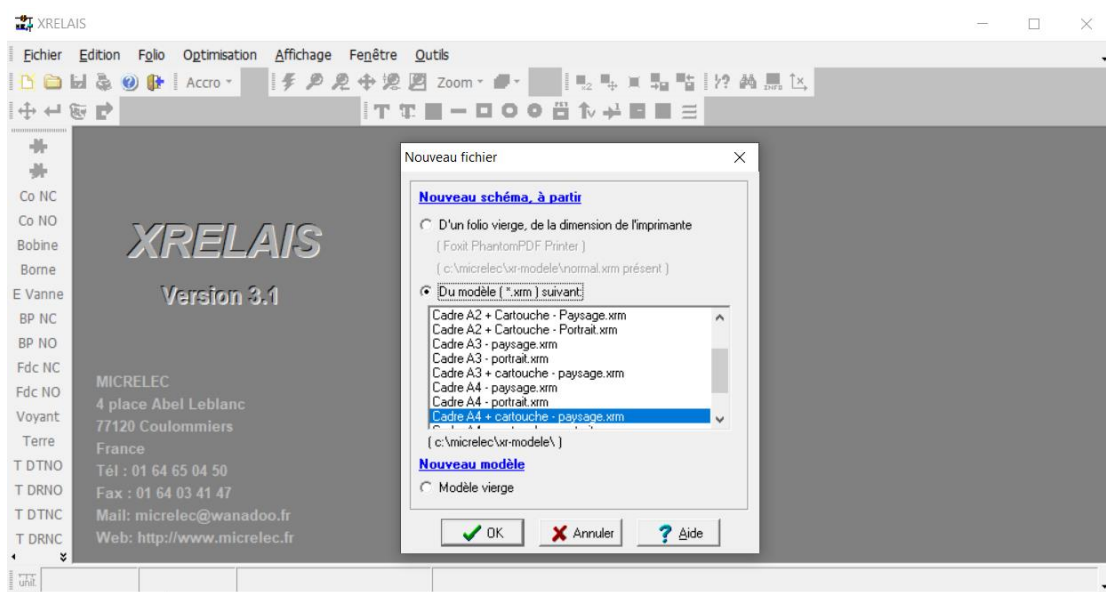 XRELAIS
Fichier Edition Folio Optimisation Affichage Fenêtre Outils
Accro Zoom
Co NC
Co NO
Bobine
Borne
E Vanne
BP NC
BP NO
Fdc NC
Fdc NO
Voyant
Terre
T DTNO
T DRNO
T DTNC
T DRNC
unit.
XRELAIS
Version 3.1
MICRELEC
4 place Abel Leblanc
77120 Coulommiers
France
Tél : 01 64 65 04 50
Fax : 01 64 03 41 47
Mail: micrelec@wanadoo.fr
Web: http://www.micrelec.fr
Nouveau fichier
Nouveau schéma, à partir
D'un folio vierge, de la dimension de l'imprimante
( Foxit PhantomPDF Printer )
( c:\micrelec\xr-modele\normal.xrm présent )
Du modèle ( *.xrm ) suivant:
Cadre A2 + Cartouche - Paysage.xrm
Cadre A2 + Cartouche - Portrait.xrm
Cadre A3 - paysage.xrm
Cadre A3 - portrait.xrm
Cadre A3 + cartouche - paysage.xrm
Cadre A4 - paysage.xrm
Cadre A4 - portrait.xrm
Cadre A4 + cartouche - paysage.xrm
( c:\micrelec\xr-modele\ )
Nouveau modèle
Modèle vierge
OK Annuler Aide